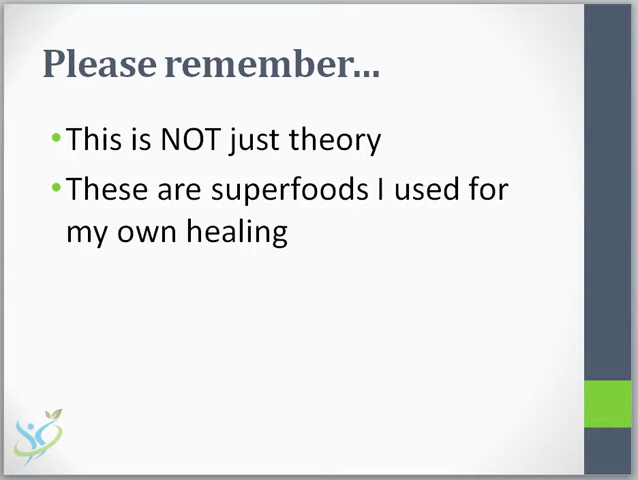 Please remember...
•This is NOT just theory
•These are superfoods I used for
my own healing